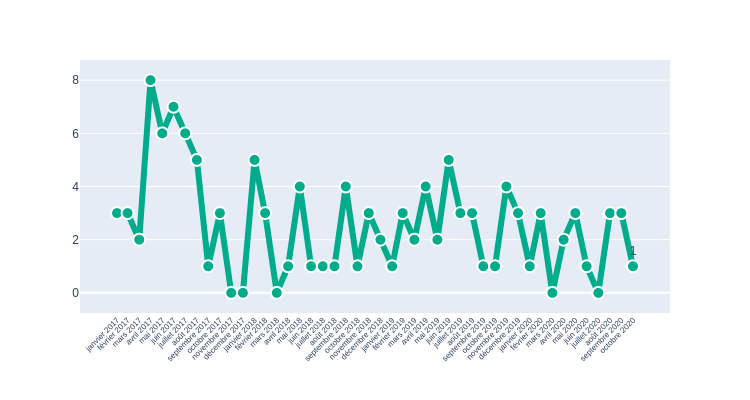 8
6
4
2
0
1
janvier 2017
février 2017
mars 2017
avril 2017
mai 2017
juin 2017
juillet 2017
août 2017
septembre 2017
octobre 2017
novembre 2017
décembre 2017
janvier 2018
février 2018
mars 2018
avril 2018
mai 2018
juin 2018
juillet 2018
août 2018
septembre 2018
octobre 2018
novembre 2018
décembre 2018
janvier 2019
février 2019
mars 2019
avril 2019
mai 2019
juin 2019
juillet 2019
août 2019
septembre 2019
octobre 2019
novembre 2019
décembre 2019
janvier 2020
février 2020
mars 2020
avril 2020
mai 2020
juin 2020
juillet 2020
août 2020
septembre 2020
octobre 2020